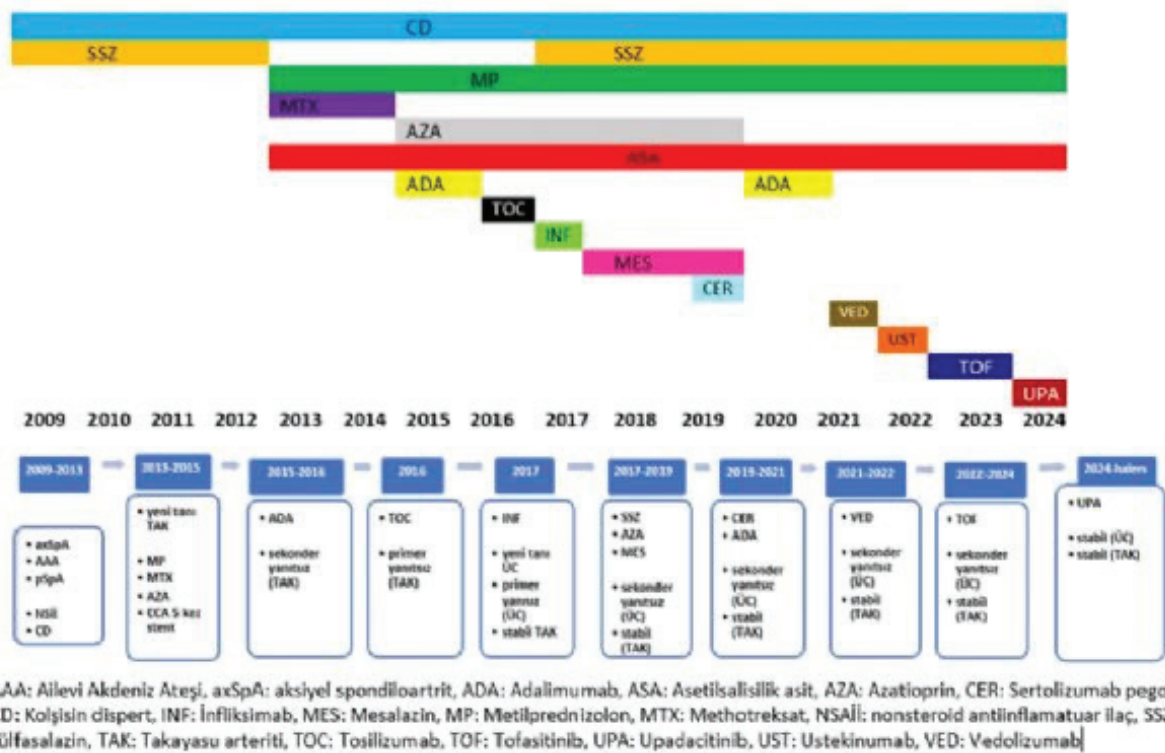 CD
SSZ SSZ
MP
MTX
AZA
ASA
ADA ADA
TOC
INF
MES
CER
VED
UST
TOF
UPA
2009 2010 2011 2012 2013 2014 2015 2016 2017 2018 2019 2020 2021 2022 2023 2024
2009-2013
• axSpA
• AAA
• pSpA
• NSİİ
• CD
2013-2015
• yeni tanı
TAK
• MP
• MTX
• AZA
• CCA 5 kez
stent
2015-2016
• ADA
• sekonder
yanıtsız
(TAK)
2016
• TOC
• primer
yanıtsız
(TAK)
2017
• INF
• yeni tanı
ÜC
• primer
(ÜC)
• stabil TAK
2017-2019
• SSZ
• AZA
• MES
• sekonder
yanıtsız
(ÜC)
• stabil
(TAK)
2019-2021
• CER
• ADA
• sekonder
yanıtsız
(ÜC)
• stabil
(TAK)
2021-2022
• VED
• sekonder
yanıtsız
(ÜC)
• stabil
(TAK)
2022-2024
• TOF
• sekonder
yanıtsız
(ÜC)
• stabil
(TAK)
2024-halen
• UPA
• stabil (ÜC)
• stabil (TAK)
AA: Ailevi Akdeniz Ateşi, axSpA: aksiyel spondiloartrit, ADA: Adalimumab, ASA: Asetilsalisilik asit, AZA: Azatioprin, CER: Sertolizumab pego
D: Kolşisin dispert, INF: İnfliksimab, MES: Mesalazin, MP: Metilprednizolon, MTX: Methotreksat, NSAİİ: nonsteroid antiinflamatuar ilaç, SS
ülfasalazin, TAK: Takayasu arteriti, TOC: Tosilizumab, TOF: Tofasitinib, UPA: Upadacitinib, UST: Ustekinumab, VED: Vedolizumab